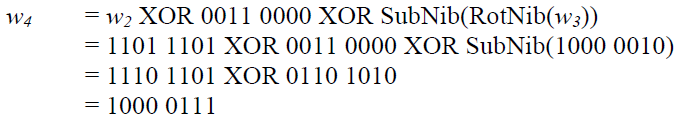 w4 = w2 XOR 0011 0000 XOR SubNib(RotNib(w3))
= 1101 1101 XOR 0011 0000 XOR SubNib(1000 0010)
= 1110 1101 XOR 0110 1010
= 1000 0111